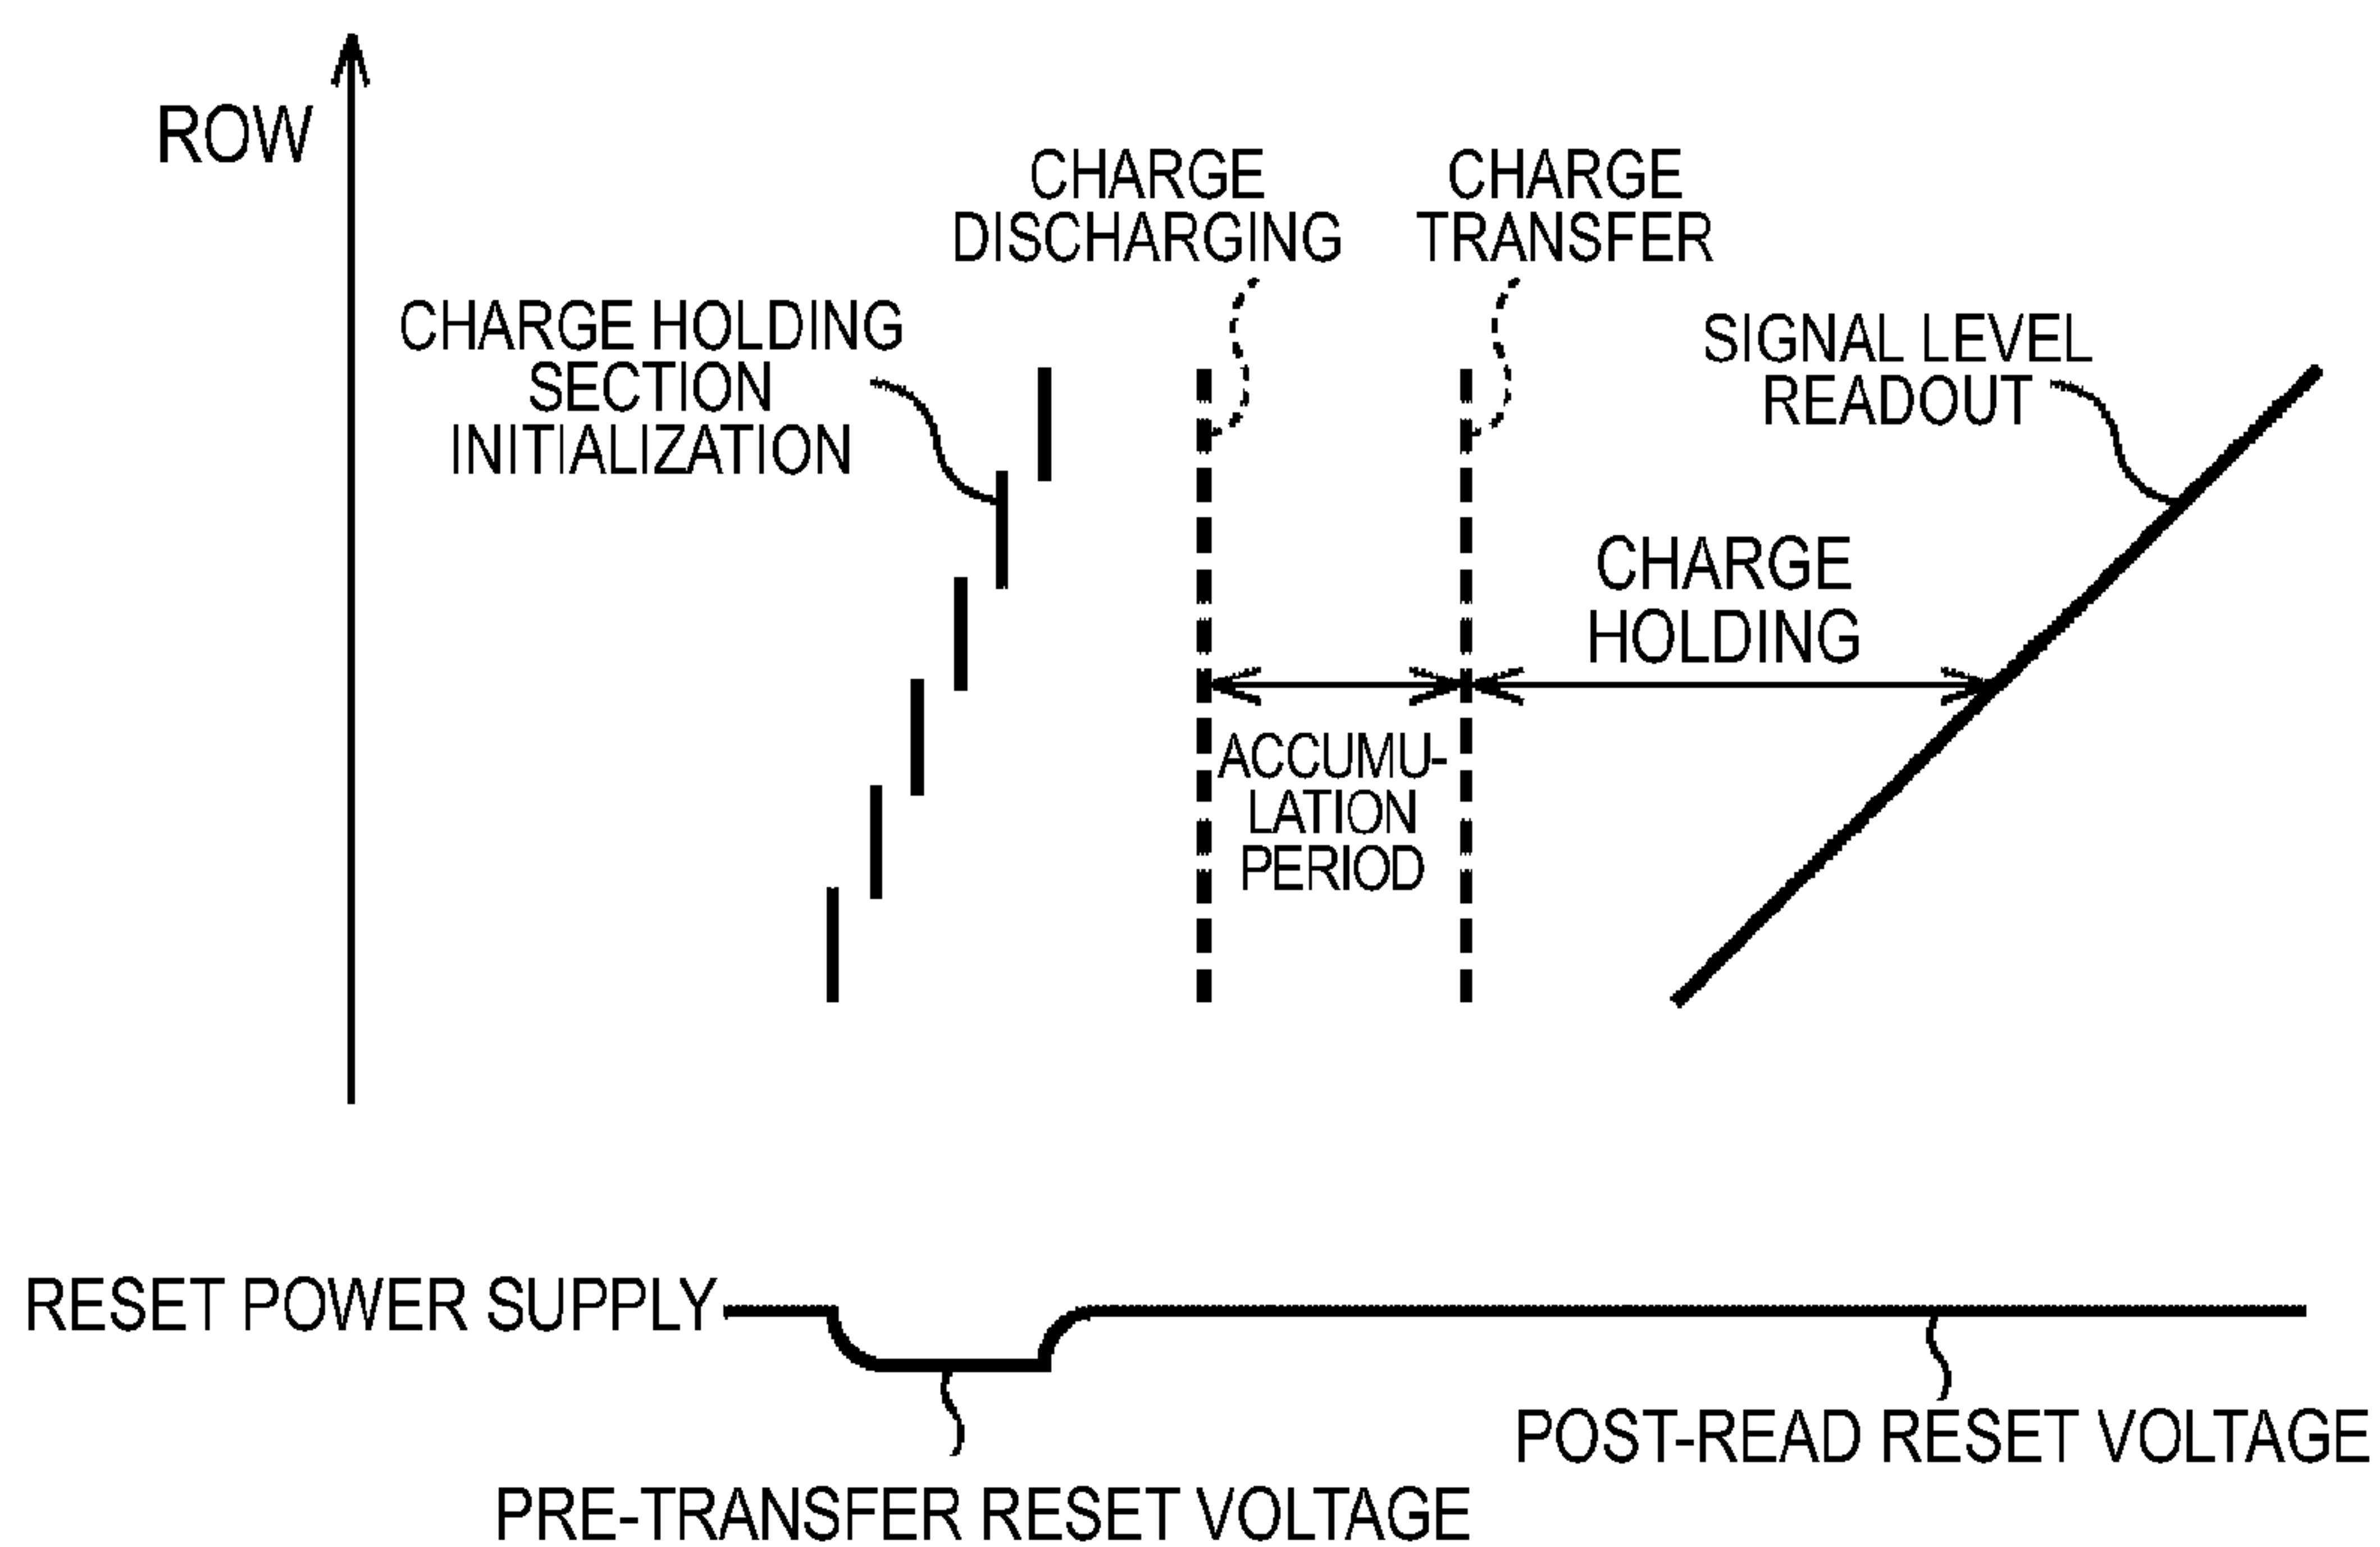 ROW
CHARGE
DISCHARGING
CHARGE
TRANSFER
CHARGE HOLDING
SECTION
INITIALIZATION
SIGNAL LEVEL
READOUT
CHARGE
HOLDING
ACCUMU-
LATION
PERIOD
RESET POWER SUPPLY
POST-READ RESET VOLTAGE
PRE-TRANSFER RESET VOLTAGE